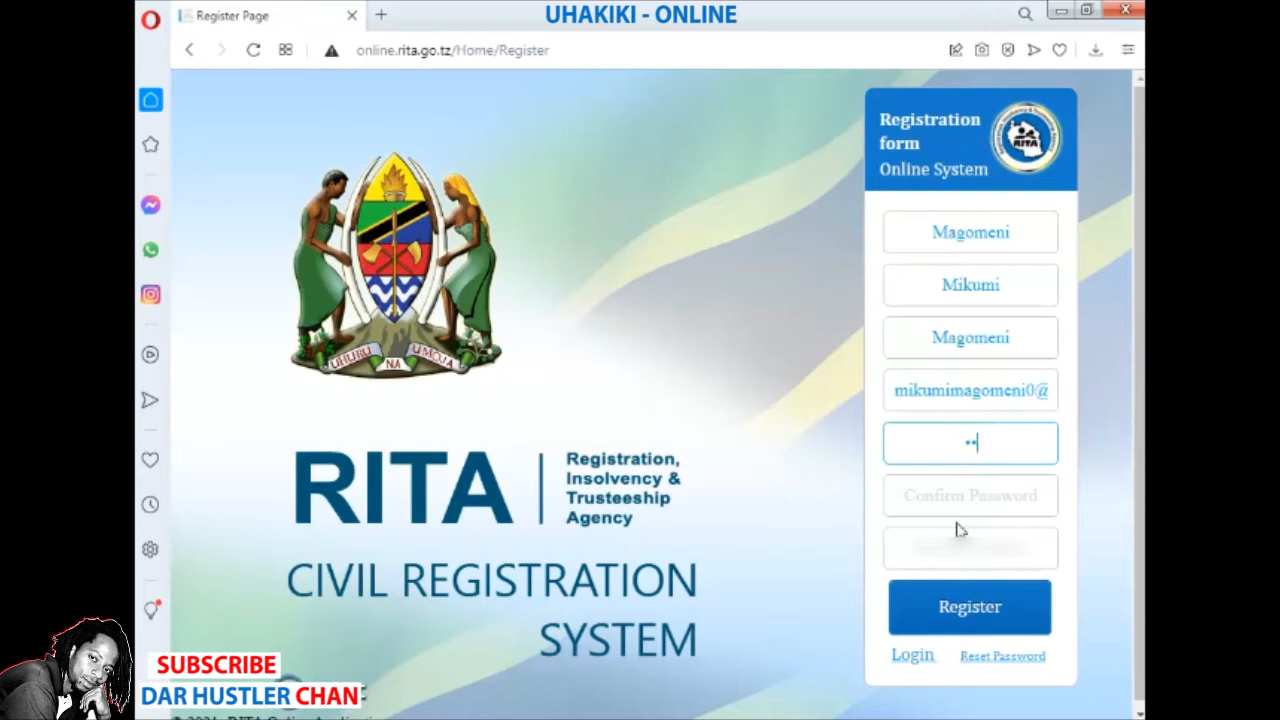 UHAKIKI - ONLINE
Register Page
online.rita.go.tz/Home/Register
Registration
form
Online System
RITA
Magomeni
Mikumi
Magomeni
mikumimagomeni0@
Confirm Password
Register
Login
Reset Password
UHURU NA UMOJA
RITA
Registration,
Insolvency &
Trusteeship
Agency
CIVIL REGISTRATION
SYSTEM
SUBSCRIBE
DAR HUSTLER CHAN